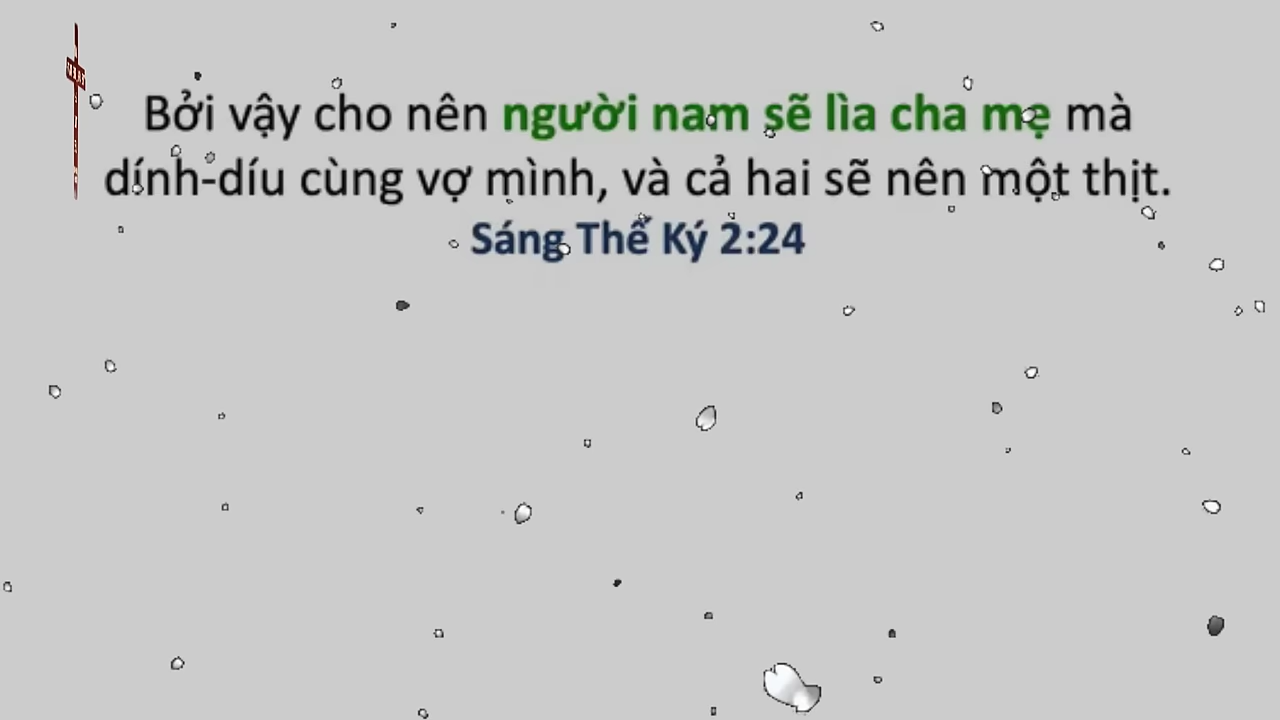 Bởi vậy cho nên người nam sẽ lìa cha mẹ mà
dính-díu cùng vợ mình, và cả hai sẽ nên một thịt.
Sáng Thế Ký 2:24